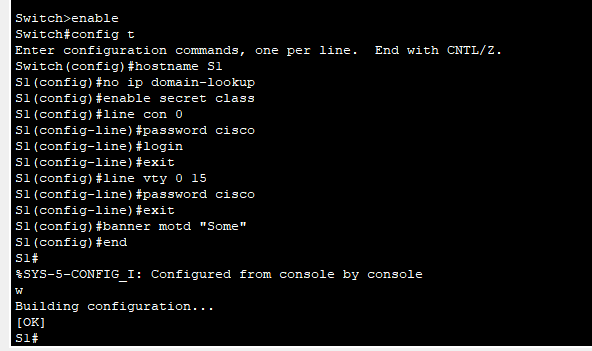 Switch>enable
Switch#config t
Enter configuration commands, one per line.  End with CNTL/Z.
Switch(config)#hostname S1
S1(config)#no ip domain-lookup
S1(config)#enable secret class
S1(config)#line con 0
S1(config-line)#password cisco
S1(config-line)#login
S1(config-line)#exit
S1(config)#line vty 0 15
S1(config-line)#password cisco
S1(config-line)#exit
S1(config)#banner motd "Some"
S1(config)#end
S1#
%SYS-5-CONFIG_I: Configured from console by console
w
Building configuration...
[OK]
S1#